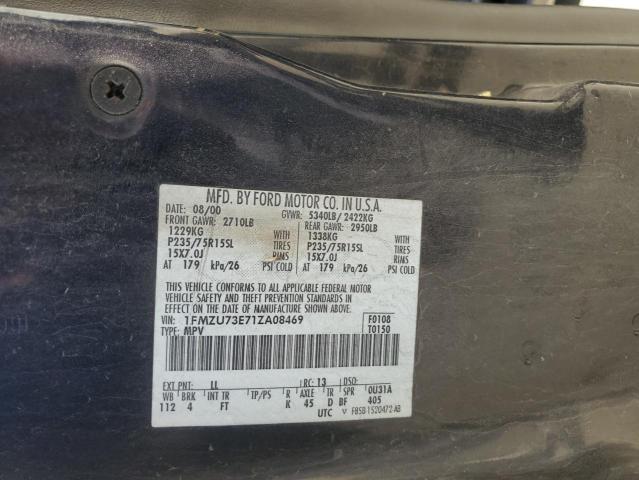 MFD. BY FORD MOTOR CO. IN U.S.A.
DATE: 08/00 GVWR: 5340LB/2422KG
FRONT GAWR: 2710LB REAR GAWR: 2950LB
1229KG WITH 1338KG WITH
P235/75R15SL TIRES P235/75R15SL TIRES
15X7.0J RIMS 15X7.0J RIMS
AT 179 kPa/26 PSI COLD AT 179 kPa/26 PSI COLD
THIS VEHICLE CONFORMS TO ALL APPLICABLE FEDERAL MOTOR
VEHICLE SAFETY AND THEFT PREVENTION STANDARDS IN
EFFECT ON THE DATE OF MANUFACTURE SHOWN ABOVE.
VIN: 1FMZU73E71ZA08469 F0108
TYPE: MPV T0150
EXT PNT: LL RC: 13 DSO:
WB BRK INT TR TP/PS R AXLE TR SPR 0U31A
112 4 FT K 45 D BF 405
UTC V F8SB 1520472 AB